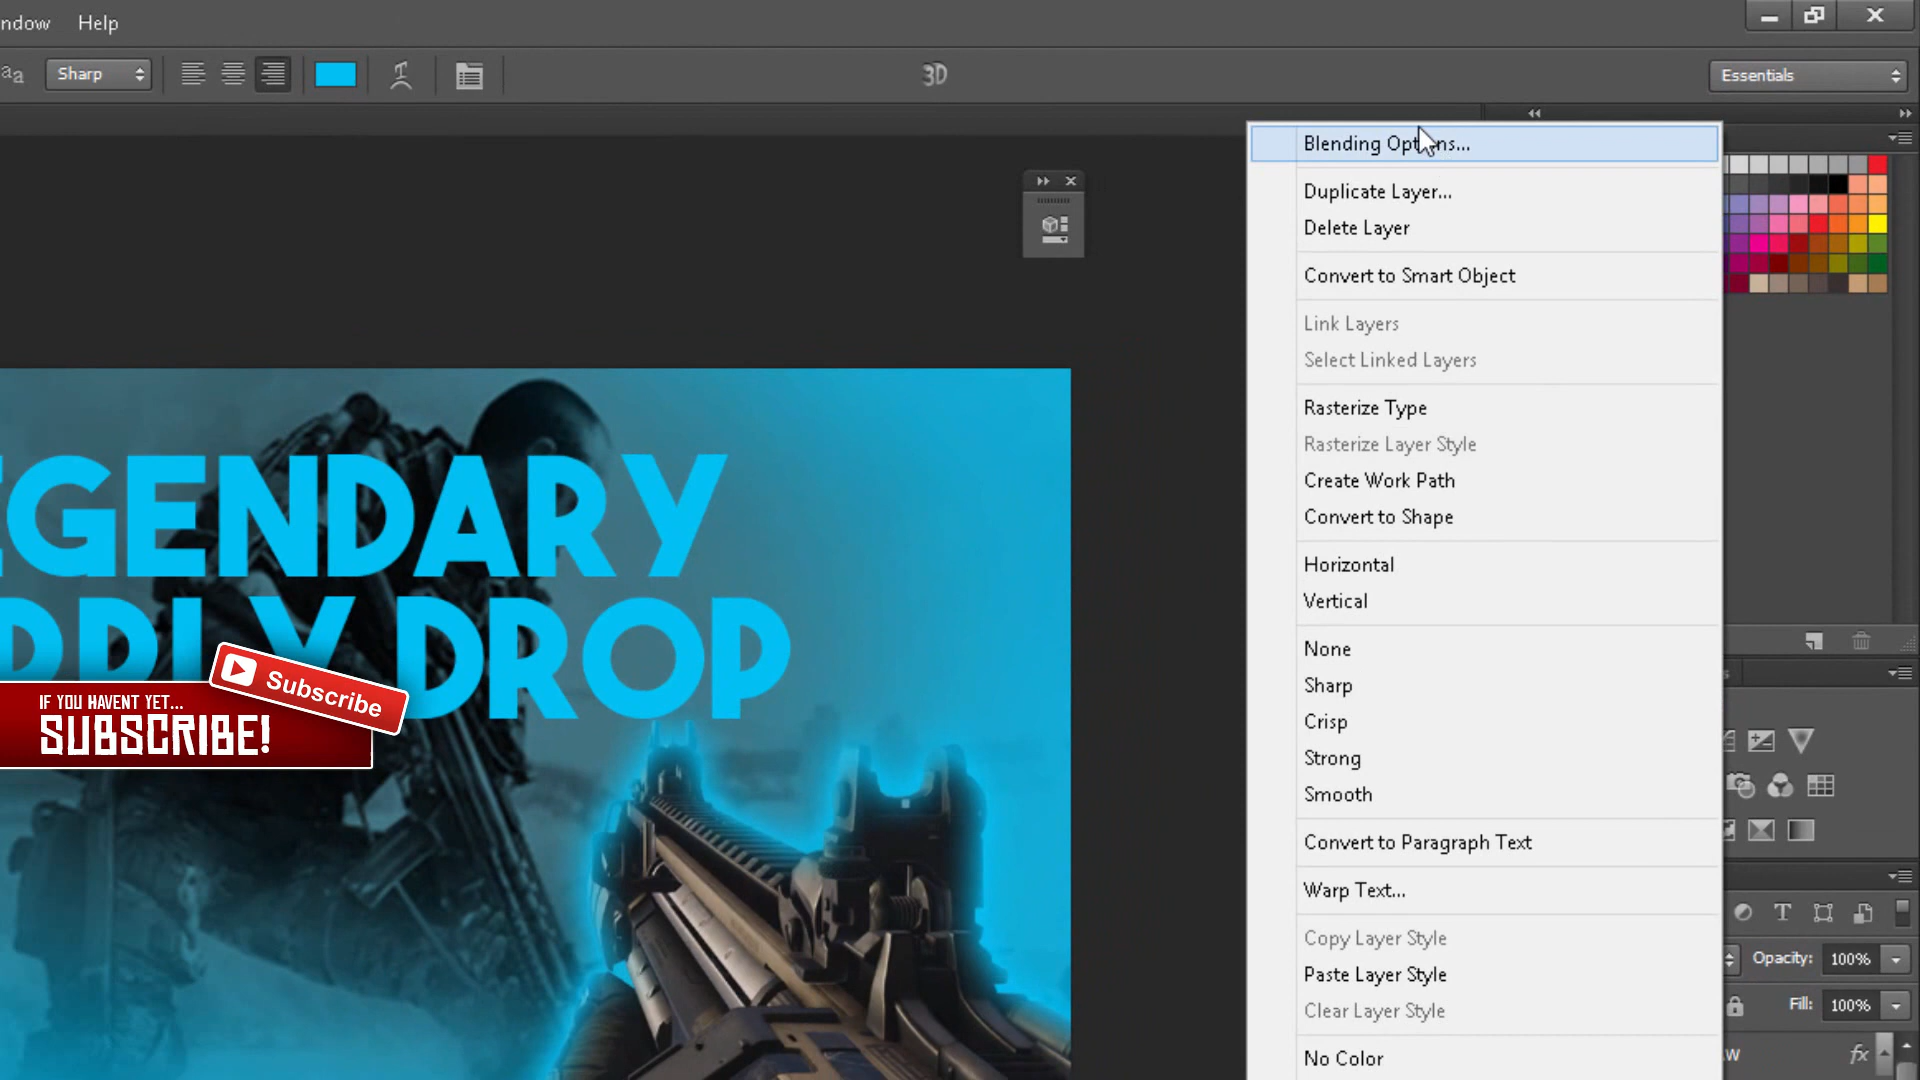 ndow Help
aa Sharp 3D Essentials
Blending Options...
Duplicate Layer...
Delete Layer
Convert to Smart Object
Link Layers
Select Linked Layers
Rasterize Type
Rasterize Layer Style
Create Work Path
Convert to Shape
Horizontal
Vertical
None
Sharp
Crisp
Strong
Smooth
Convert to Paragraph Text
Warp Text...
Copy Layer Style
Paste Layer Style
Clear Layer Style
No Color
EGENDARY
PPLY DROP
Subscribe
IF YOU HAVENT YET...
SUBSCRIBE!
s
T
Opacity: 100%
Fill: 100%
w fx